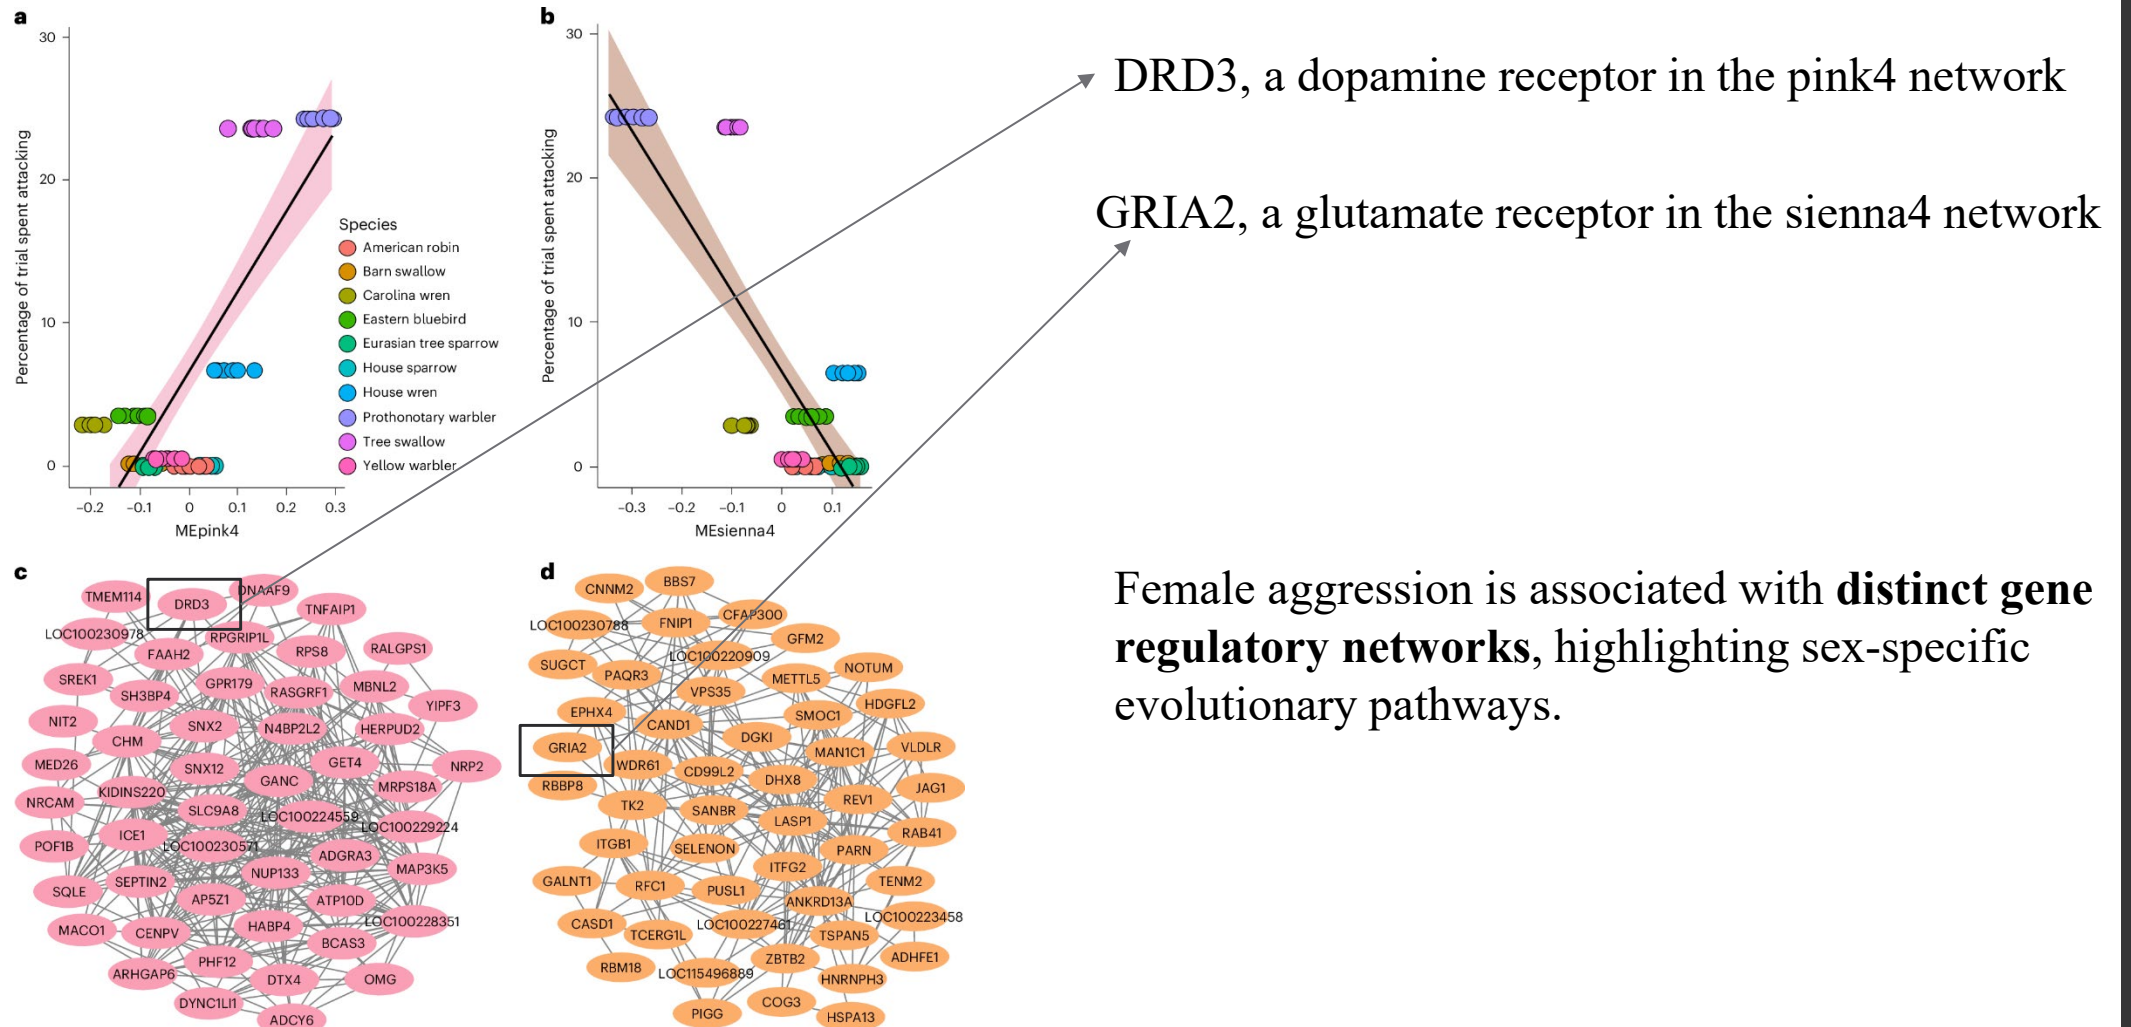 a
30
20
10
0
Percentage of trial spent attacking
−0.2 −0.1 0 0.1 0.2 0.3
MEpink4
Species
American robin
Barn swallow
Carolina wren
Eastern bluebird
Eurasian tree sparrow
House sparrow
House wren
Prothonotary warbler
Tree swallow
Yellow warbler
b
30
20
10
0
Percentage of trial spent attacking
−0.3 −0.2 −0.1 0 0.1
MEsienna4
DRD3, a dopamine receptor in the pink4 network
GRIA2, a glutamate receptor in the sienna4 network
Female aggression is associated with distinct gene
regulatory networks, highlighting sex-specific
evolutionary pathways.
c
TMEM114
DRD3
DNAAF9
TNFAIP1
LOC100230978
RPGRIP1L
FAAH2
RPS8
RALGPS1
SREK1
SH3BP4
GPR179
RASGRF1
MBNL2
YIPF3
NIT2
CHM
SNX2
N4BP2L2
HERPUD2
MED26
SNX12
GANC
GET4
NRP2
NRCAM
KIDINS220
SLC9A8
LOC100224559
MRPS18A
LOC100229224
POF1B
ICE1
LOC100230571
ADGRA3
MAP3K5
SQLE
SEPTIN2
NUP133
AP5Z1
ATP10D
LOC100228351
MACO1
CENPV
HABP4
BCAS3
ARHGAP6
PHF12
DTX4
OMG
DYNC1LI1
ADCY6
d
CNNM2
BBS7
LOC100230788
FNIP1
CFAP300
GFM2
SUGCT
LOC100220909
PAQR3
VPS35
METTL5
NOTUM
EPHX4
CAND1
SMOC1
HDGFL2
GRIA2
DGKI
MAN1C1
VLDLR
WDR61
CD99L2
DHX8
RBBP8
TK2
SANBR
LASP1
REV1
JAG1
RAB41
ITGB1
SELENON
ITFG2
PARN
GALNT1
RFC1
PUSL1
ANKRD13A
TENM2
CASD1
TCERG1L
LOC100227461
TSPAN5
LOC100223458
RBM18
LOC115496889
ZBTB2
HNRNPH3
ADHFE1
PIGG
COG3
HSPA13